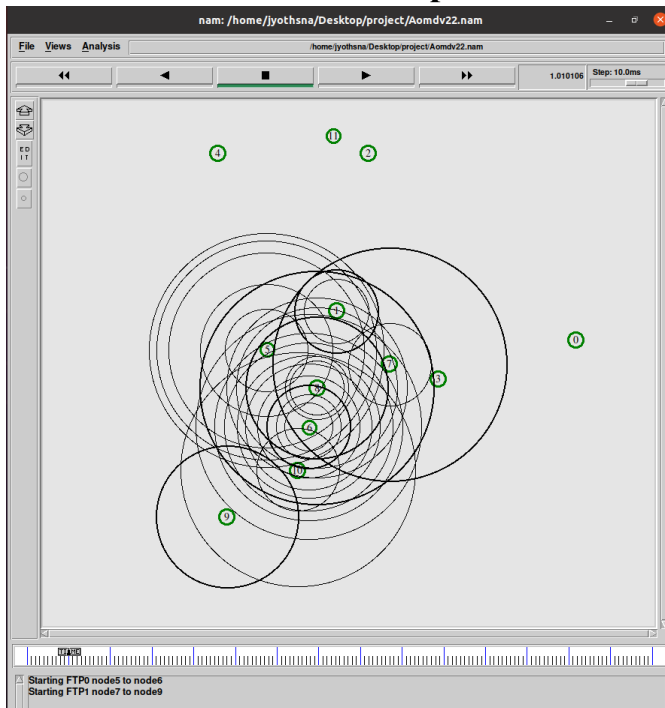 nam: /home/jyothsna/Desktop/project/Aomdv22.nam
File Views Analysis /home/jyothsna/Desktop/project/Aomdv22.nam
1.010106 Step: 10.0ms
ED
IT
11
4 2
1
0
5
7
3
8
6
10
9
Starting FTP0 node5 to node6
Starting FTP1 node7 to node9